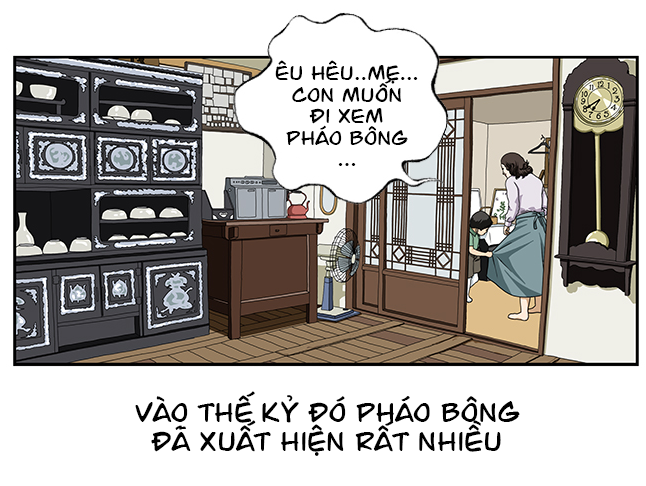 ÊU HÊU..MẸ...
CON MUỐN
ĐI XEM
PHÁO BÔNG
...
VÀO THẾ KỶ ĐÓ PHÁO BÔNG
ĐÃ XUẤT HIỆN RẤT NHIỀU